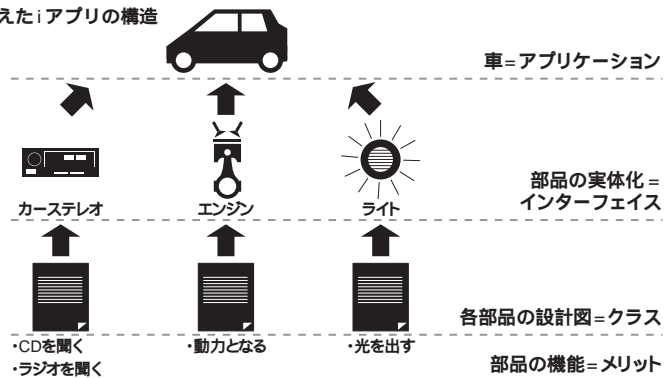 えたiアプリの構造
車=アプリケーション
部品の実体化=
インターフェイス
カーステレオ
エンジン
ライト
各部品の設計図=クラス
・CDを聞く
・ラジオを聞く
・動力となる
・光を出す
部品の機能=メリット